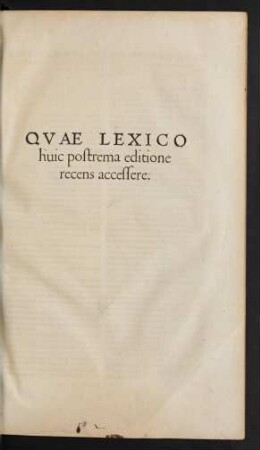 QVAE LEXICO
huic poſtrema editione
recens acceſſere.